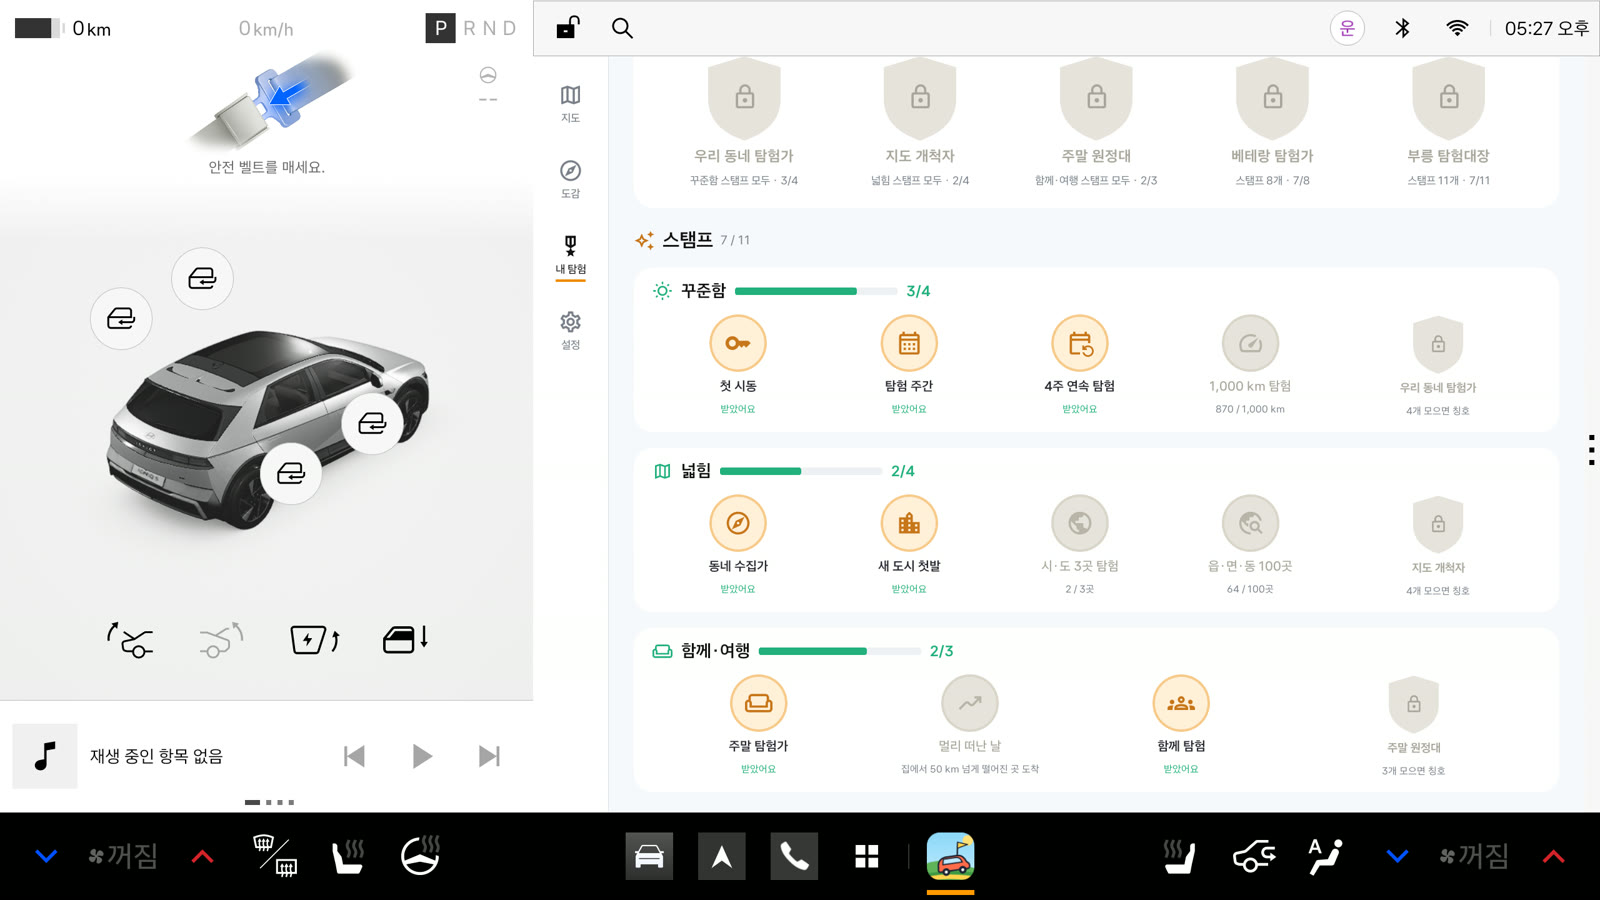 0 km
0 km/h
P R N D
운
05:27 오후
안전 벨트를 매세요.
--
지도
도감
내 탐험
설정
우리 동네 탐험가
꾸준함 스탬프 모두 · 3/4
지도 개척자
넓힘 스탬프 모두 · 2/4
주말 원정대
함께·여행 스탬프 모두 · 2/3
베테랑 탐험가
스탬프 8개 · 7/8
부릉 탐험대장
스탬프 11개 · 7/11
스탬프 7 / 11
꾸준함 3/4
첫 시동
받았어요
탐험 주간
받았어요
4주 연속 탐험
받았어요
1,000 km 탐험
870 / 1,000 km
우리 동네 탐험가
4개 모으면 칭호
넓힘 2/4
동네 수집가
받았어요
새 도시 첫발
받았어요
시·도 3곳 탐험
2 / 3곳
읍·면·동 100곳
64 / 100곳
지도 개척자
4개 모으면 칭호
함께·여행 2/3
주말 탐험가
받았어요
멀리 떠난 날
집에서 50 km 넘게 떨어진 곳 도착
함께 탐험
받았어요
주말 원정대
3개 모으면 칭호
재생 중인 항목 없음
꺼짐
A
꺼짐